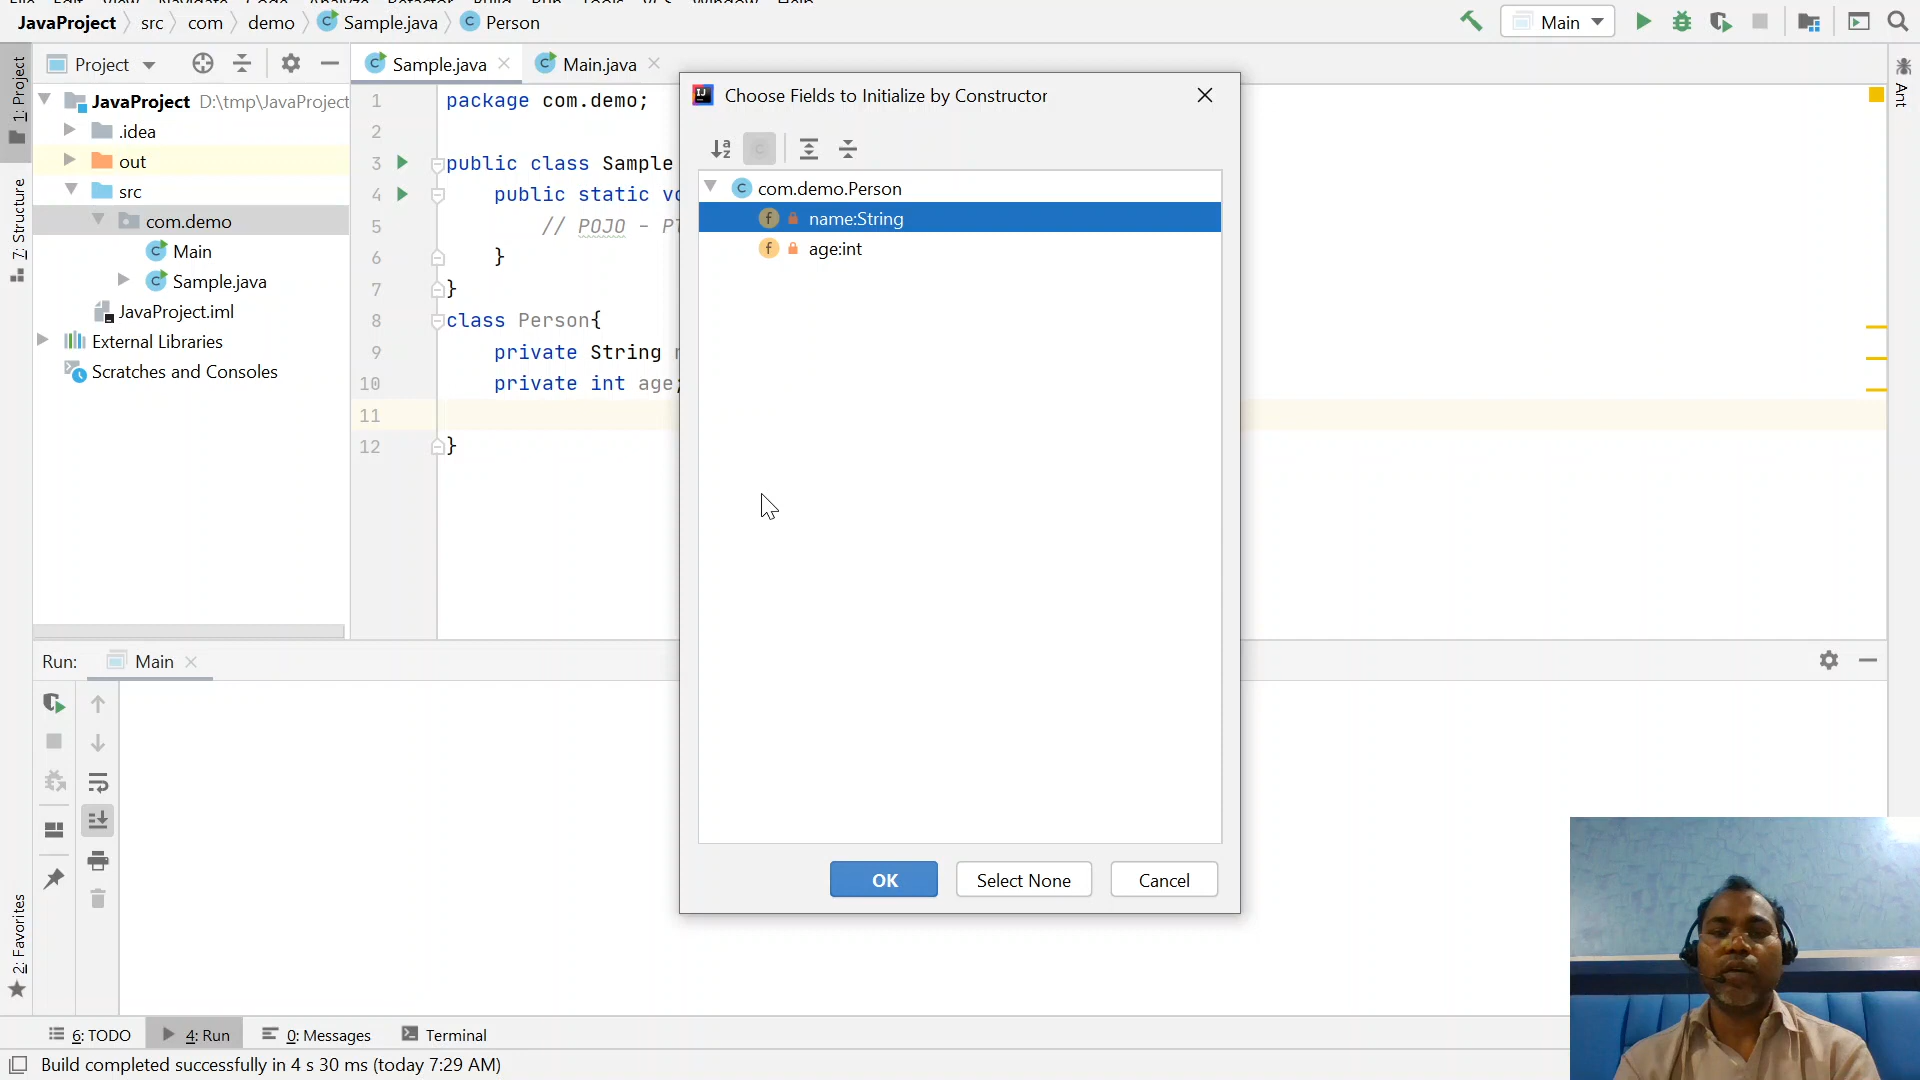 JavaProject src com demo Sample.java Person
Main
1: Project
7: Structure
2: Favorites
Ant
Project
JavaProject D:\tmp\JavaProject
.idea
out
src
com.demo
Main
Sample.java
JavaProject.iml
External Libraries
Scratches and Consoles
Sample.java
Main.java
1 package com.demo;
2
3 public class Sample
4 public static vo
5 // POJO - Pl
6 }
7 }
8 class Person{
9 private String n
10 private int age;
11
12 }
Choose Fields to Initialize by Constructor
com.demo.Person
name:String
age:int
OK
Select None
Cancel
Run: Main
6: TODO
4: Run
0: Messages
Terminal
Build completed successfully in 4 s 30 ms (today 7:29 AM)